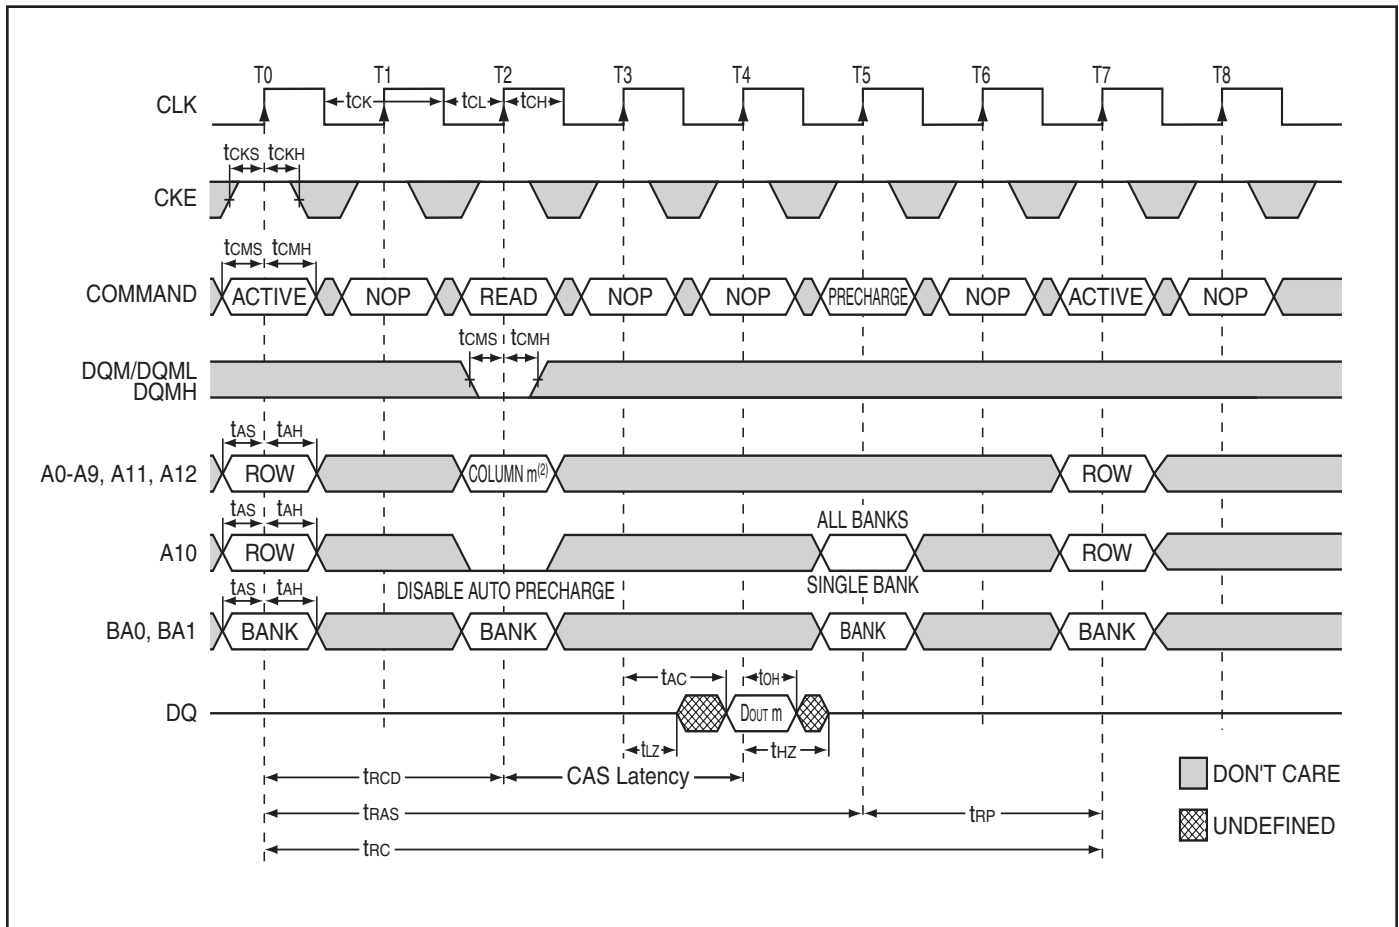 T0 T1 T2 T3 T4 T5 T6 T7 T8
CLK tCK tCL tCH
tCKS tCKH
CKE
tCMS tCMH
COMMAND ACTIVE NOP READ NOP NOP PRECHARGE NOP ACTIVE NOP
tCMS tCMH
DQM/DQML
DQMH
tAS tAH
A0-A9, A11, A12 ROW COLUMN m(2) ROW
tAS tAH ALL BANKS
A10 ROW ROW
DISABLE AUTO PRECHARGE SINGLE BANK
tAS tAH
BA0, BA1 BANK BANK BANK BANK
tAC tOH
DQ DOUT m
tLZ tHZ
tRCD CAS Latency
DON'T CARE
tRAS tRP
UNDEFINED
tRC